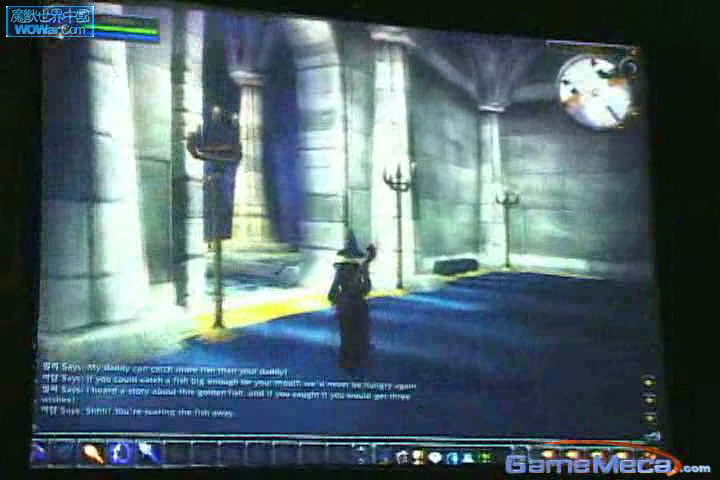 魔獸世界中國
WOWar.Com
Says: My daddy can catch more fish than your daddy!
Says: If you could catch a fish big enough for your mouth we'd never be hungry again
Says: I heard a story about this golden fish, and if you caught it you would get three
wishes!
Says: Shhh! You're scaring the fish away.
GameMeca.com